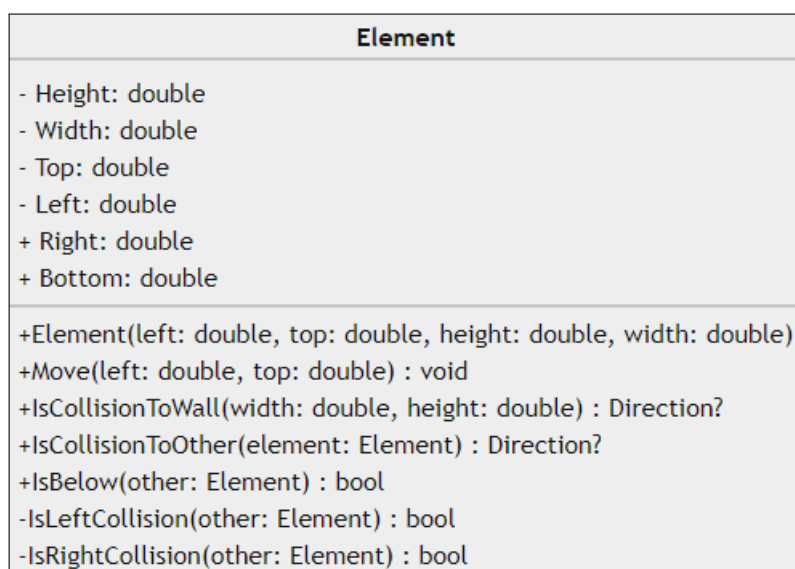 Element
- Height: double
- Width: double
- Top: double
- Left: double
+ Right: double
+ Bottom: double
+Element(left: double, top: double, height: double, width: double)
+Move(left: double, top: double) : void
+IsCollisionToWall(width: double, height: double) : Direction?
+IsCollisionToOther(element: Element) : Direction?
+IsBelow(other: Element) : bool
-IsLeftCollision(other: Element) : bool
-IsRightCollision(other: Element) : bool